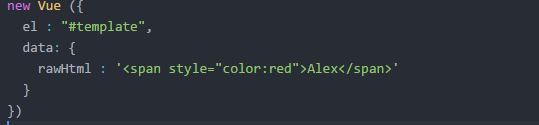 new Vue ({
  el : "#template",
  data: {
    rawHtml : '<span style="color:red">Alex</span>'
  }
})